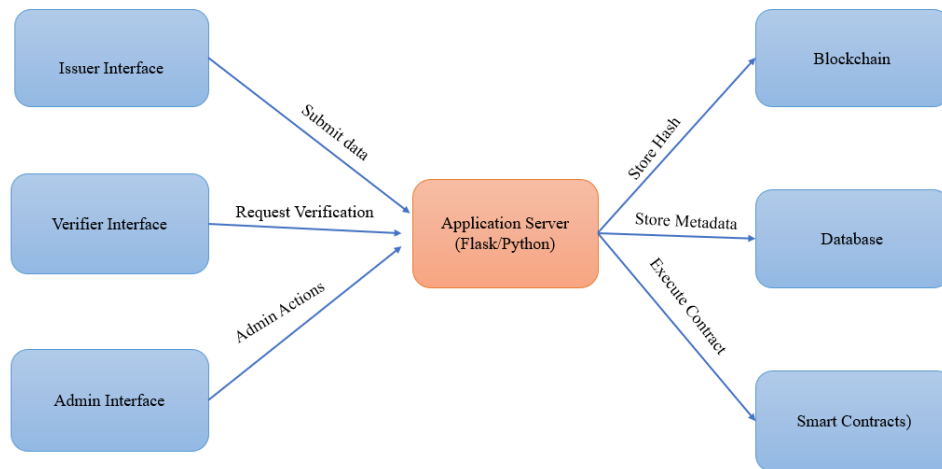 Issuer Interface
Submit data
Verifier Interface
Request Verification
Admin Interface
Admin Actions
Application Server
(Flask/Python)
Store Hash
Blockchain
Store Metadata
Database
Execute Contract
Smart Contracts)